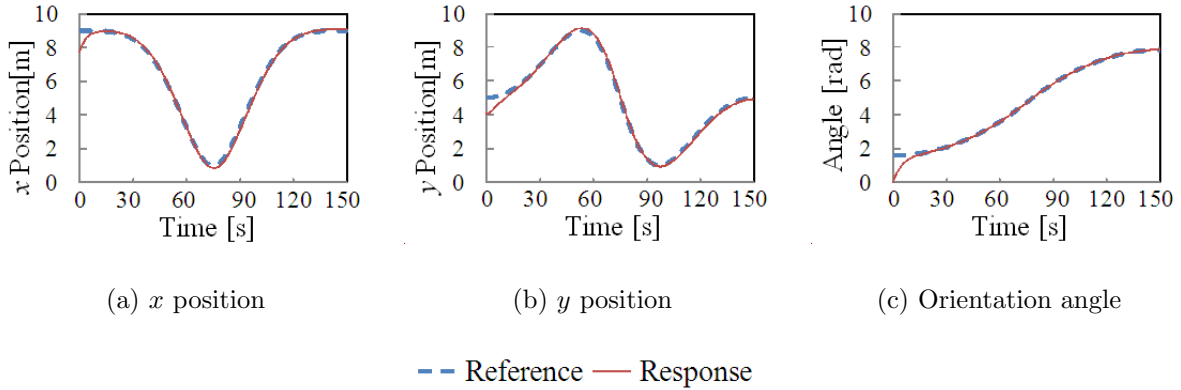 x Position[m]
10
8
6
4
2
0
0 30 60 90 120 150
Time [s]
(a) x position
y Position[m]
10
8
6
4
2
0
0 30 60 90 120 150
Time [s]
(b) y position
Angle [rad]
10
8
6
4
2
0
0 30 60 90 120 150
Time [s]
(c) Orientation angle
Reference Response